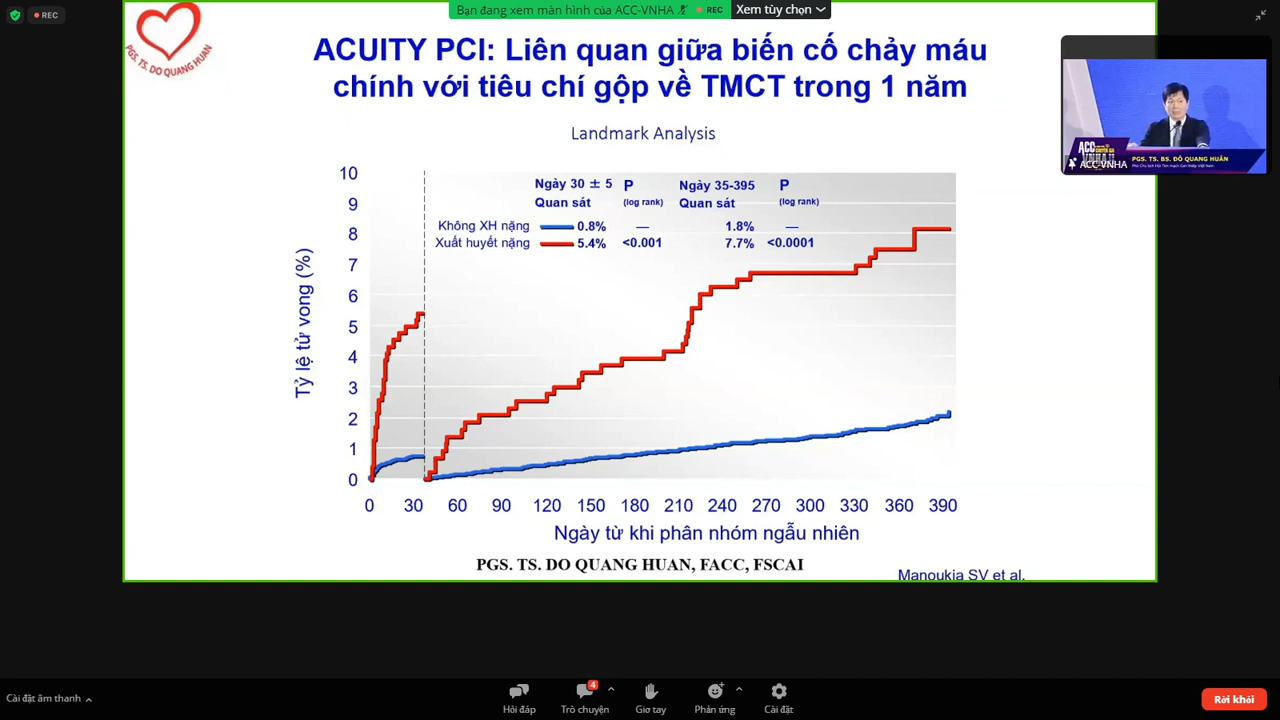 REC
Bạn đang xem màn hình của ACC-VNHA
REC
Xem tùy chọn
PGS. TS. DO QUANG HUAN
ACUITY PCI: Liên quan giữa biến cố chảy máu
chính với tiêu chí gộp về TMCT trong 1 năm
Landmark Analysis
ACC
VNHA
PGS. TS. BS. ĐỖ QUANG HUÂN
ACC-VNHA
Ngày 30 ± 5 P Ngày 35-395 P
Quan sát (log rank) Quan sát (log rank)
Không XH nặng 0.8% — 1.8% —
Xuất huyết nặng 5.4% <0.001 7.7% <0.0001
Tỷ lệ tử vong (%)
10
9
8
7
6
5
4
3
2
1
0
0 30 60 90 120 150 180 210 270 300 330 360 390
Ngày từ khi phân nhóm ngẫu nhiên
PGS. TS. DO QUANG HUAN, FACC, FSCAI
Manoukia SV et al.
Cài đặt âm thanh
4
Hỏi đáp
Trò chuyện
Giơ tay
Phản ứng
Cài đặt
Rời khỏi